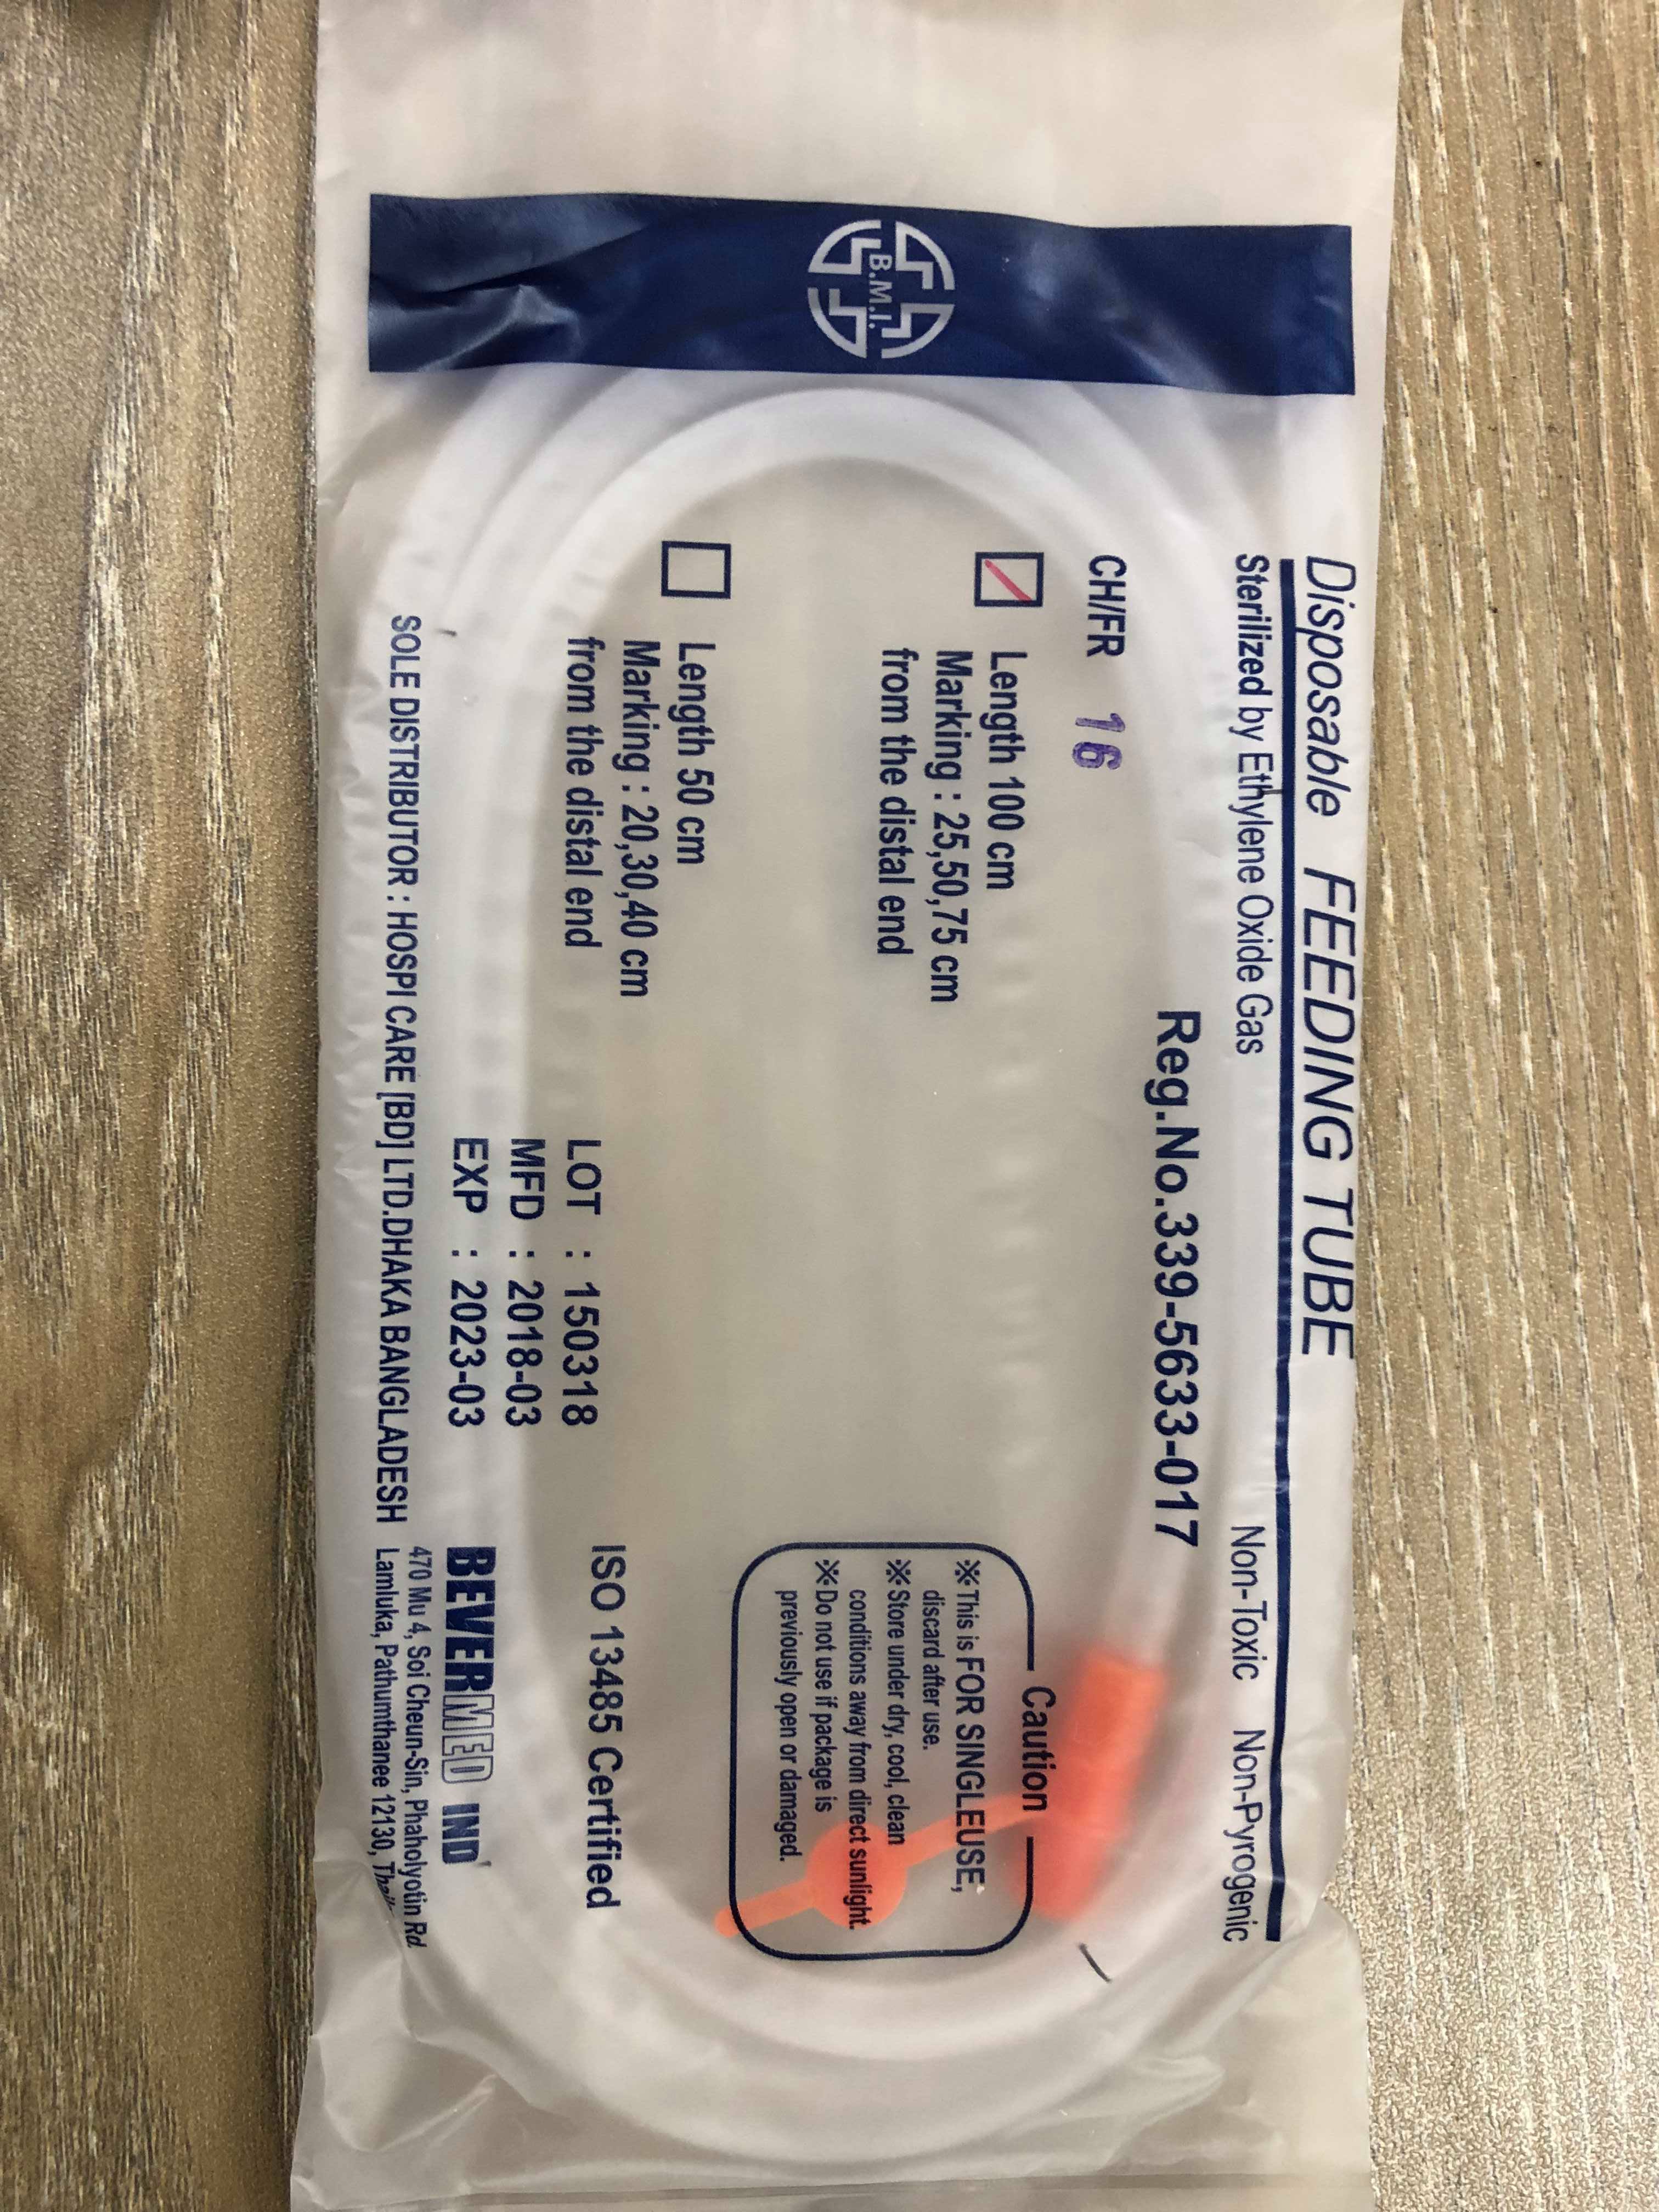 B.M.I.
Disposable FEEDING TUBE
Sterilized by Ethylene Oxide Gas Non-Toxic Non-Pyrogenic
Reg.No.339-5633-017
CH/FR 16
Length 100 cm
Marking : 25,50,75 cm
from the distal end
Length 50 cm
Marking : 20,30,40 cm
from the distal end
Caution
※This is FOR SINGLEUSE,
discard after use.
※Store under dry, cool, clean
conditions away from direct sunlight.
※Do not use if package is
previously open or damaged.
LOT : 150318
MFD : 2018-03
EXP : 2023-03
ISO 13485 Certified
BEVERMED IND'
470 Mu 4, Soi Cheun-Sin, Phaholyotin Rd
Lamluka, Pathumthanee 12130,
SOLE DISTRIBUTOR : HOSPI CARE [BD] LTD.DHAKA BANGLADESH